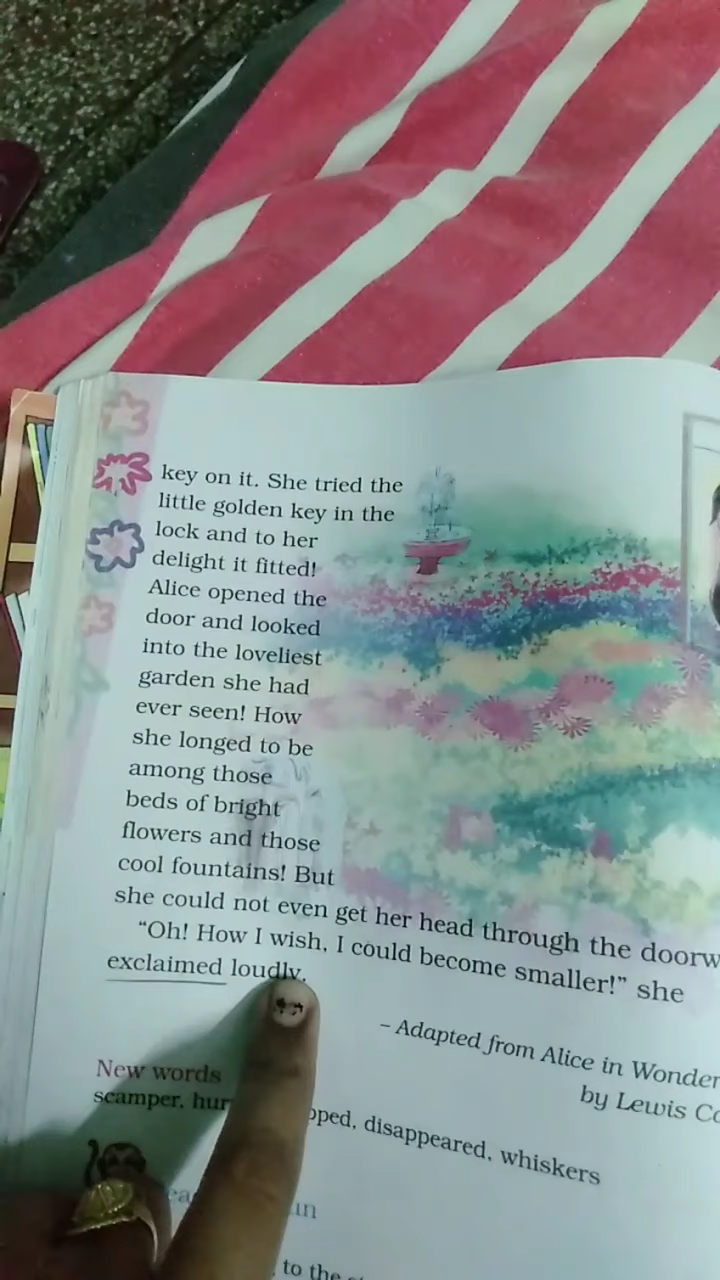 key on it. She tried the
little golden key in the
lock and to her
delight it fitted!
Alice opened the
door and looked
into the loveliest
garden she had
ever seen! How
she longed to be
among those
beds of bright
flowers and those
cool fountains! But
she could not even get her head through the
“Oh! How I wish, I could become smaller!” she
exclaimed loudly.
– Adapted from Alice in
by Lewis
New words
scamper, disappeared, whiskers
to the